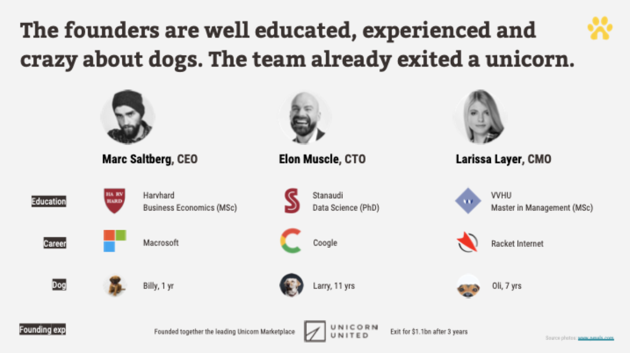 The founders are well educated, experienced and
crazy about dogs. The team already exited a unicorn.
Marc Saltberg, CEO
Elon Muscle, CTO
Larissa Layer, CMO
Education
HA RV
HARD
Harvhard
Business Economics (MSc)
Stanaudi
Data Science (PhD)
VVHU
Master in Management (MSc)
Career
Macrosoft
Coogle
Racket Internet
Dog
Billy, 1 yr
Larry, 11 yrs
Oli, 7 yrs
Founding exp
Founded together the leading Unicorn Marketplace
UNICORN
UNITED
Exit for $1.1bn after 3 years
Source photos: